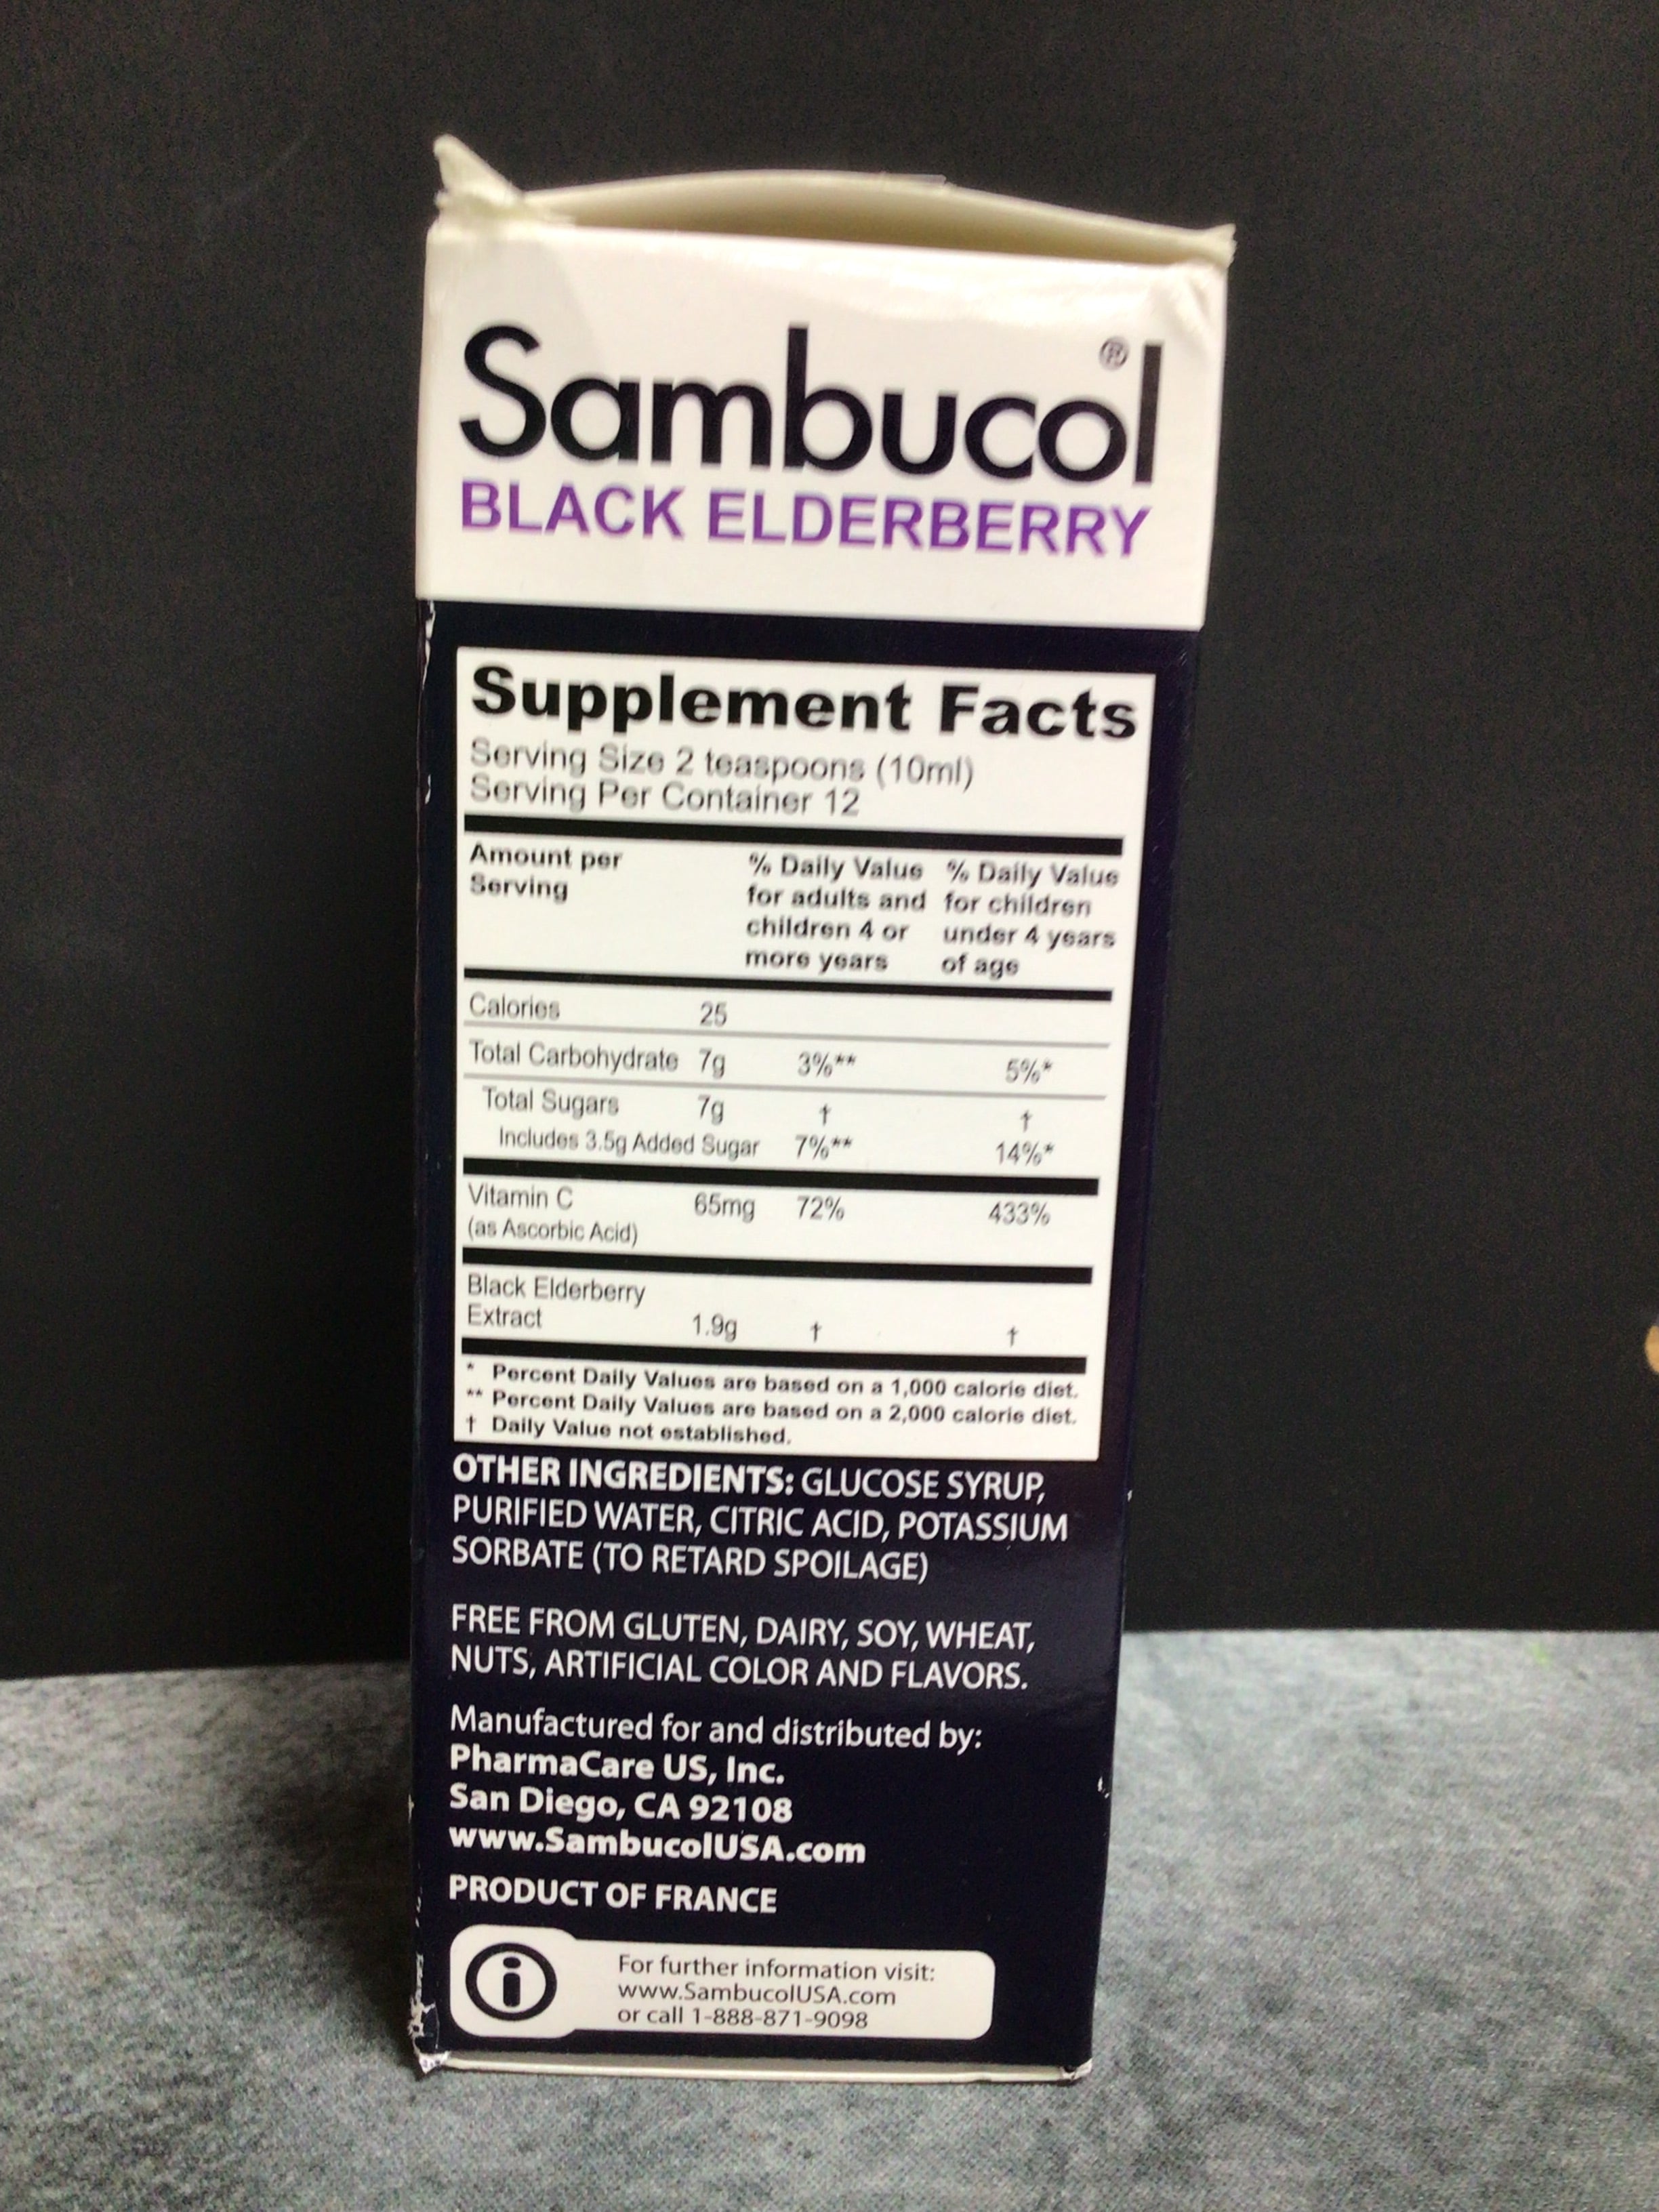 Sambucol®
BLACK ELDERBERRY
Supplement Facts
Serving Size 2 teaspoons (10ml)
Serving Per Container 12
Amount per Serving % Daily Value for adults and children 4 or more years % Daily Value for children under 4 years of age
Calories 25
Total Carbohydrate 7g 3%** 5%*
Total Sugars 7g † †
Includes 3.5g Added Sugar 7%** 14%*
Vitamin C 65mg 72% 433%
(as Ascorbic Acid)
Black Elderberry
Extract 1.9g † †
* Percent Daily Values are based on a 1,000 calorie diet.
** Percent Daily Values are based on a 2,000 calorie diet.
† Daily Value not established.
OTHER INGREDIENTS: GLUCOSE SYRUP,
PURIFIED WATER, CITRIC ACID, POTASSIUM
SORBATE (TO RETARD SPOILAGE)
FREE FROM GLUTEN, DAIRY, SOY, WHEAT,
NUTS, ARTIFICIAL COLOR AND FLAVORS.
Manufactured for and distributed by:
PharmaCare US, Inc.
San Diego, CA 92108
www.SambucolUSA.com
PRODUCT OF FRANCE
i
For further information visit:
www.SambucolUSA.com
or call 1-888-871-9098